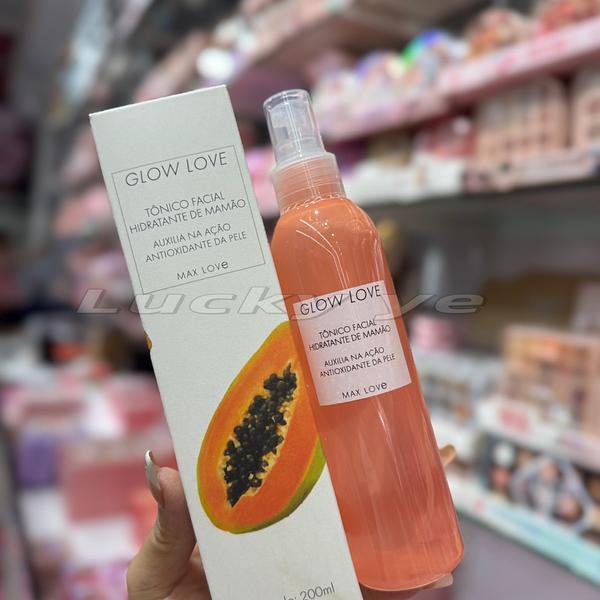 GLOW LOVE
TÔNICO FACIAL
HIDRATANTE DE MAMÃO
AUXILIA NA AÇÃO
ANTIOXIDANTE DA PELE
MAX LOVe
200ml
GLOW LOVE
TÔNICO FACIAL
HIDRATANTE DE MAMÃO
AUXILIA NA AÇÃO
ANTIOXIDANTE DA PELE
MAX LOVe